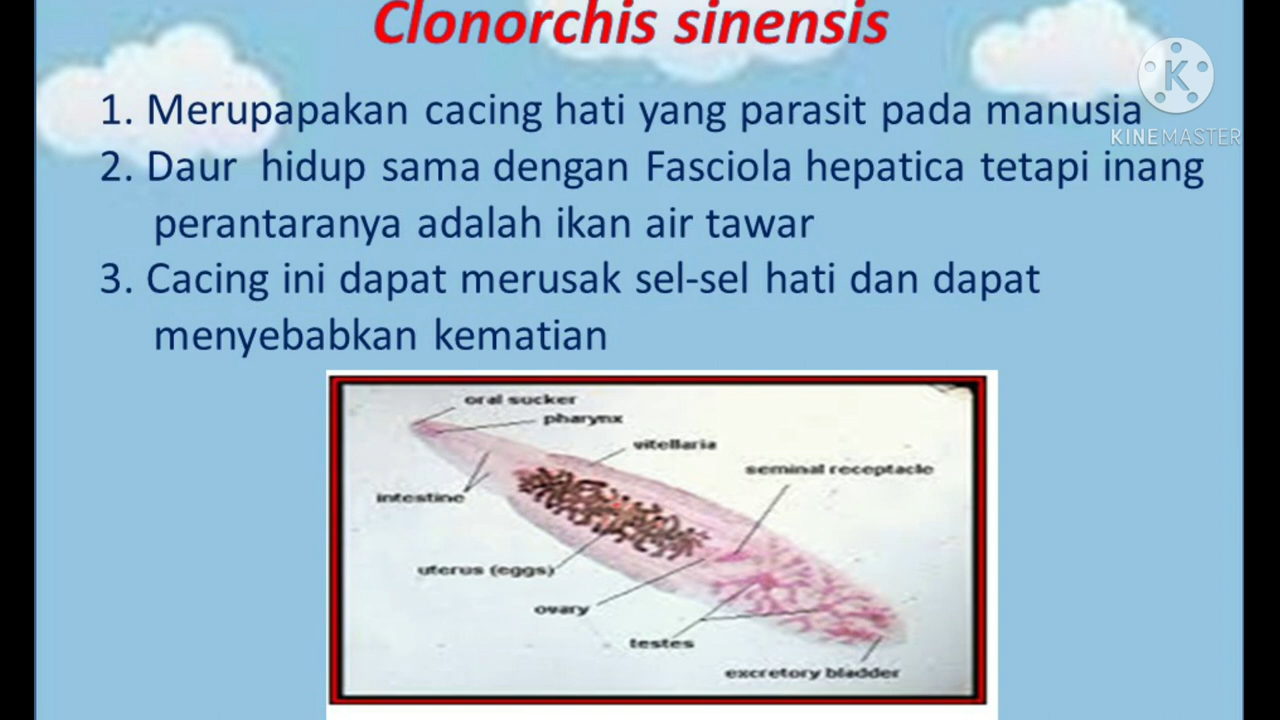 Clonorchis sinensis
K
KINEMASTER
1. Merupapakan cacing hati yang parasit pada manusia
2. Daur hidup sama dengan Fasciola hepatica tetapi inang
perantaranya adalah ikan air tawar
3. Cacing ini dapat merusak sel-sel hati dan dapat
menyebabkan kematian
oral sucker
pharynx
vitellaria
seminal receptacle
intestine
uterus (eggs)
ovary
testes
excretory bladder